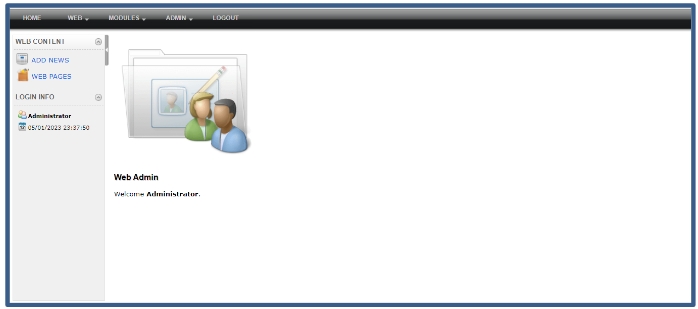 HOME WEB MODULES ADMIN LOGOUT
WEB CONTENT
ADD NEWS
WEB PAGES
LOGIN INFO
Administrator
05/01/2023 23:37:50
Web Admin
Welcome Administrator.